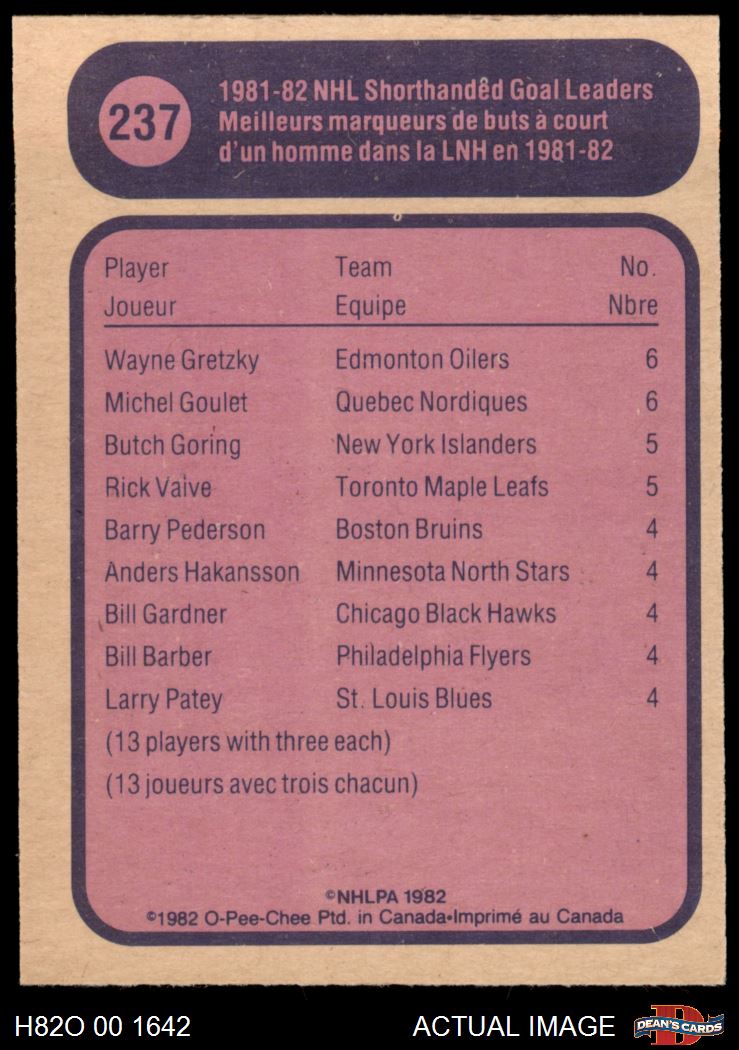 237
1981-82 NHL Shorthanded Goal Leaders
Meilleurs marqueurs de buts à court
d'un homme dans la LNH en 1981-82
Player Team No.
Joueur Equipe Nbre
Wayne Gretzky Edmonton Oilers 6
Michel Goulet Quebec Nordiques 6
Butch Goring New York Islanders 5
Rick Vaive Toronto Maple Leafs 5
Barry Pederson Boston Bruins 4
Anders Hakansson Minnesota North Stars 4
Bill Gardner Chicago Black Hawks 4
Bill Barber Philadelphia Flyers 4
Larry Patey St. Louis Blues 4
(13 players with three each)
(13 joueurs avec trois chacun)
©NHLPA 1982
©1982 O-Pee-Chee Ptd. in Canada•Imprimé au Canada
H82O 00 1642 ACTUAL IMAGE D DEAN'S CARDS